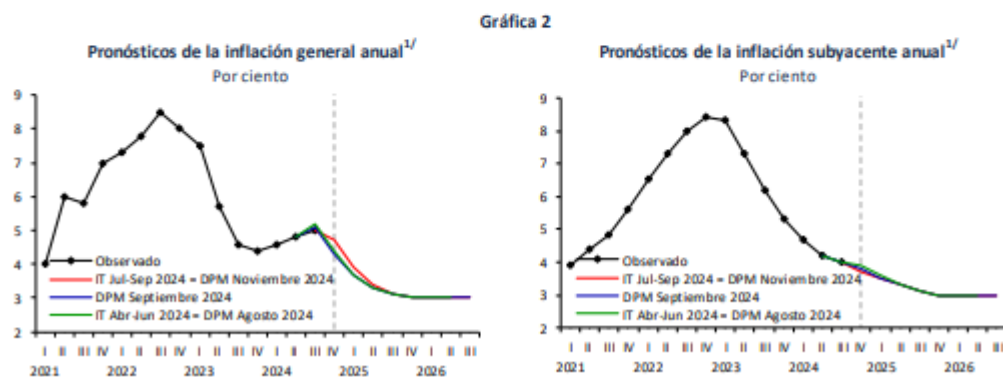 Gráfica 2
Pronósticos de la inflación general anual1/
Por ciento
9
8
7
6
5
4
3
2
Observado
IT Jul-Sep 2024 = DPM Noviembre 2024
DPM Septiembre 2024
IT Abr-Jun 2024 = DPM Agosto 2024
I II III IV I II III IV I II III IV I II III IV I II III IV I II III
2021 2022 2023 2024 2025 2026
Pronósticos de la inflación subyacente anual1/
Por ciento
9
8
7
6
5
4
3
2
Observado
IT Jul-Sep 2024 = DPM Noviembre 2024
DPM Septiembre 2024
IT Abr-Jun 2024 = DPM Agosto 2024
I II III IV I II III IV I II III IV I II III IV I II III IV I II III
2021 2022 2023 2024 2025 2026